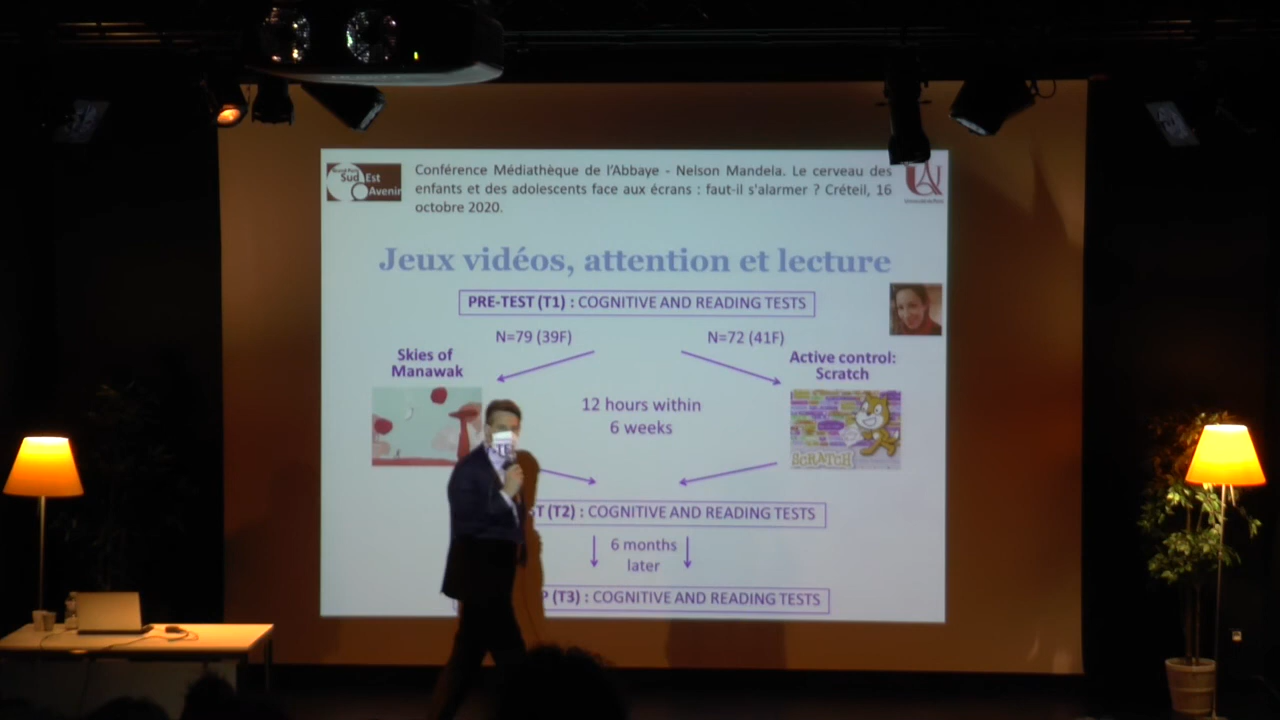 Sud Est
Avenir
Conférence Médiathèque de l'Abbaye - Nelson Mandela. Le cerveau des
enfants et des adolescents face aux écrans : faut-il s'alarmer ? Créteil, 16
octobre 2020.
Jeux vidéos, attention et lecture
PRE-TEST (T1) : COGNITIVE AND READING TESTS
N=79 (39F)
N=72 (41F)
Skies of
Manawak
Active control:
Scratch
12 hours within
6 weeks
SCRATCH
T (T2) : COGNITIVE AND READING TESTS
6 months
later
P (T3) : COGNITIVE AND READING TESTS